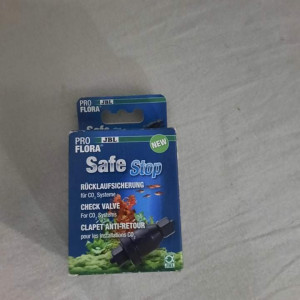 PRO JBL
FLORA
Safe
PRO JBL
FLORA
NEW
Safe Stop
RÜCKLAUFSICHERUNG
für CO₂ Systeme
CHECK VALVE
For CO₂ Systems
CLAPET ANTI-RETOUR
pour les installations CO₂